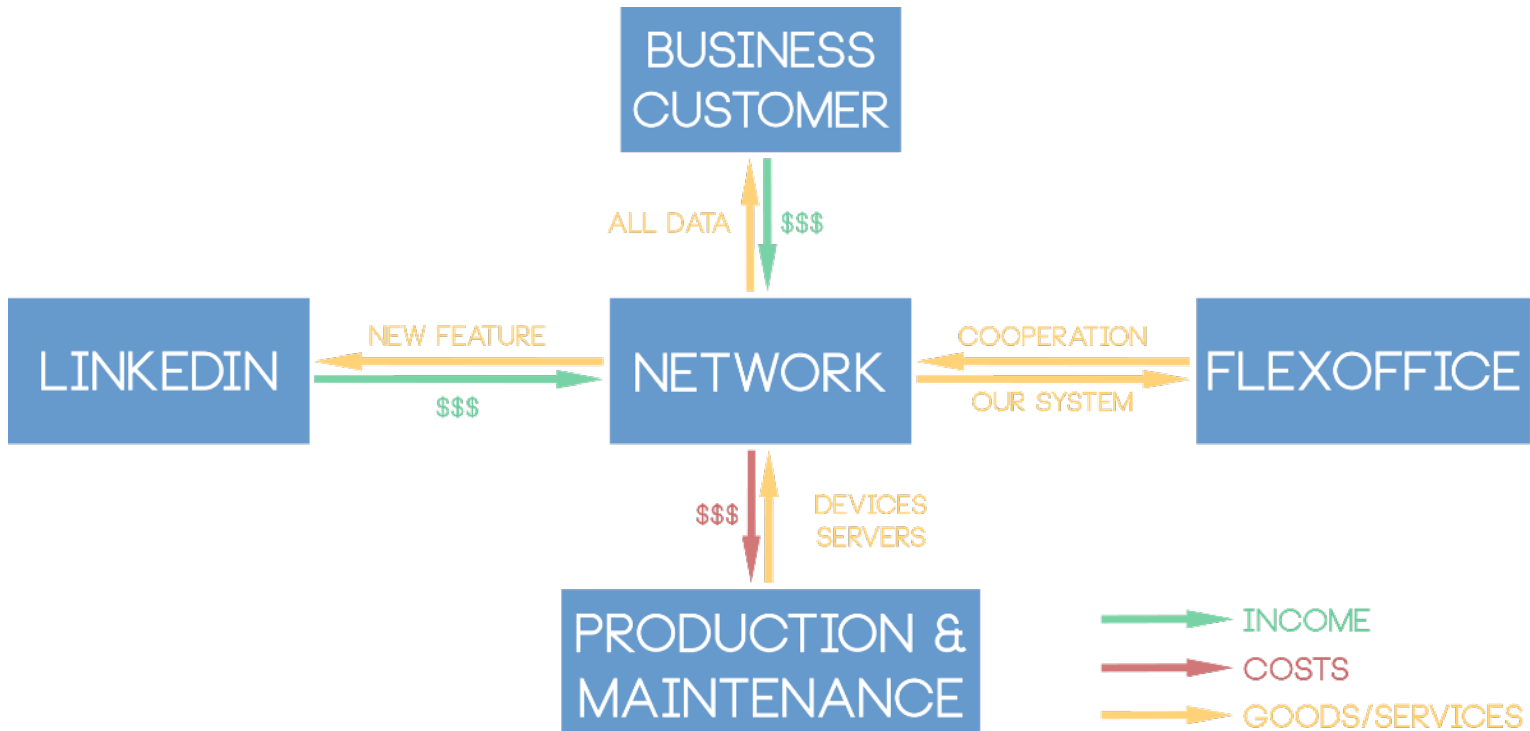 BUSINESS
CUSTOMER
ALL DATA
$$$
LINKEDIN
NEW FEATURE
$$$
NETWORK
COOPERATION
OUR SYSTEM
FLEXOFFICE
$$$
DEVICES
SERVERS
PRODUCTION &
MAINTENANCE
INCOME
COSTS
GOODS/SERVICES